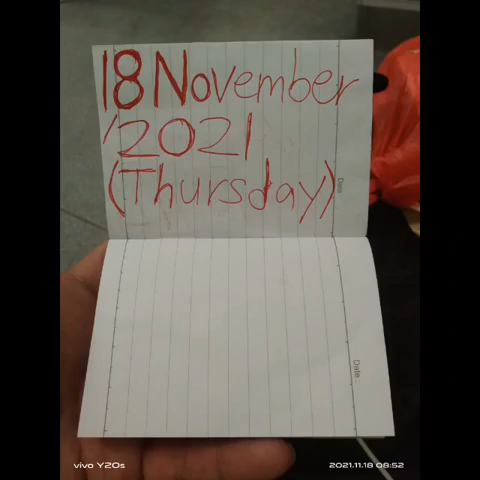 18 November
/2021
(Thursday)
Date
Date :
vivo Y20s
2021.11.18 08:52